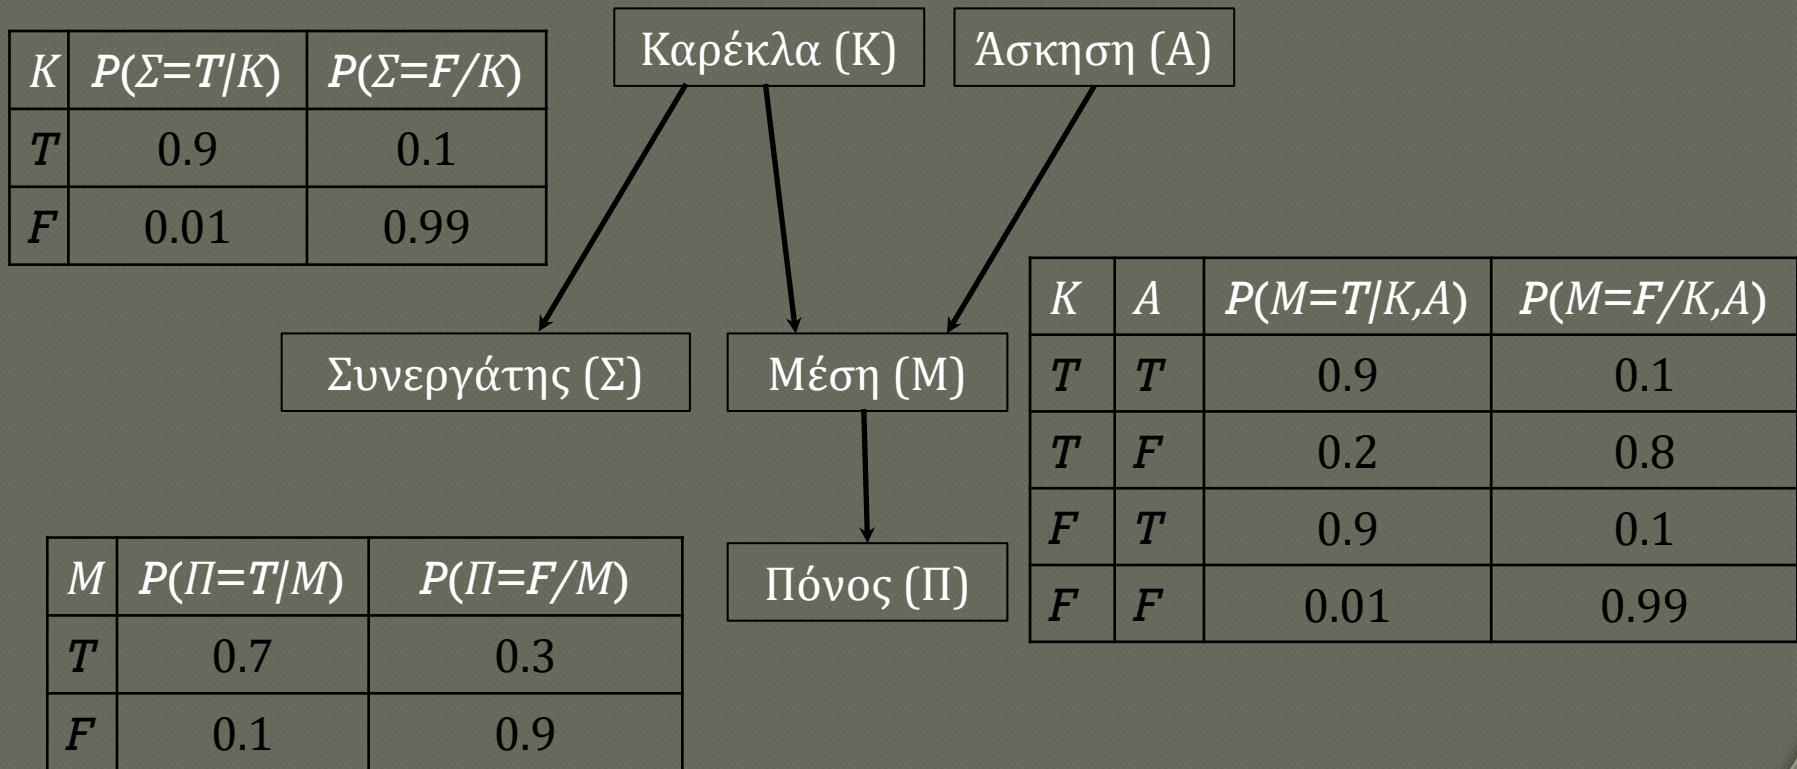 Καρέκλα (Κ)
Άσκηση (Α)
K P(Σ=T|K) P(Σ=F/K)
T 0.9 0.1
F 0.01 0.99
Συνεργάτης (Σ)
Μέση (Μ)
K A P(M=T|K,A) P(M=F/K,A)
T T 0.9 0.1
T F 0.2 0.8
F T 0.9 0.1
F F 0.01 0.99
Πόνος (Π)
M P(Π=T|M) P(Π=F/M)
T 0.7 0.3
F 0.1 0.9